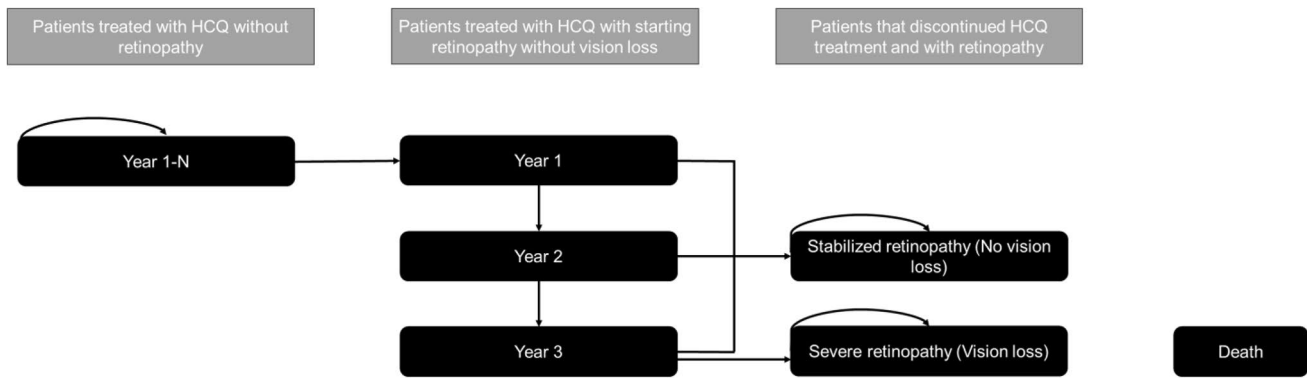 Patients treated with HCQ without
retinopathy
Patients treated with HCQ with starting
retinopathy without vision loss
Patients that discontinued HCQ
treatment and with retinopathy
Year 1-N
Year 1
Year 2
Stabilized retinopathy (No vision
loss)
Year 3
Severe retinopathy (Vision loss)
Death